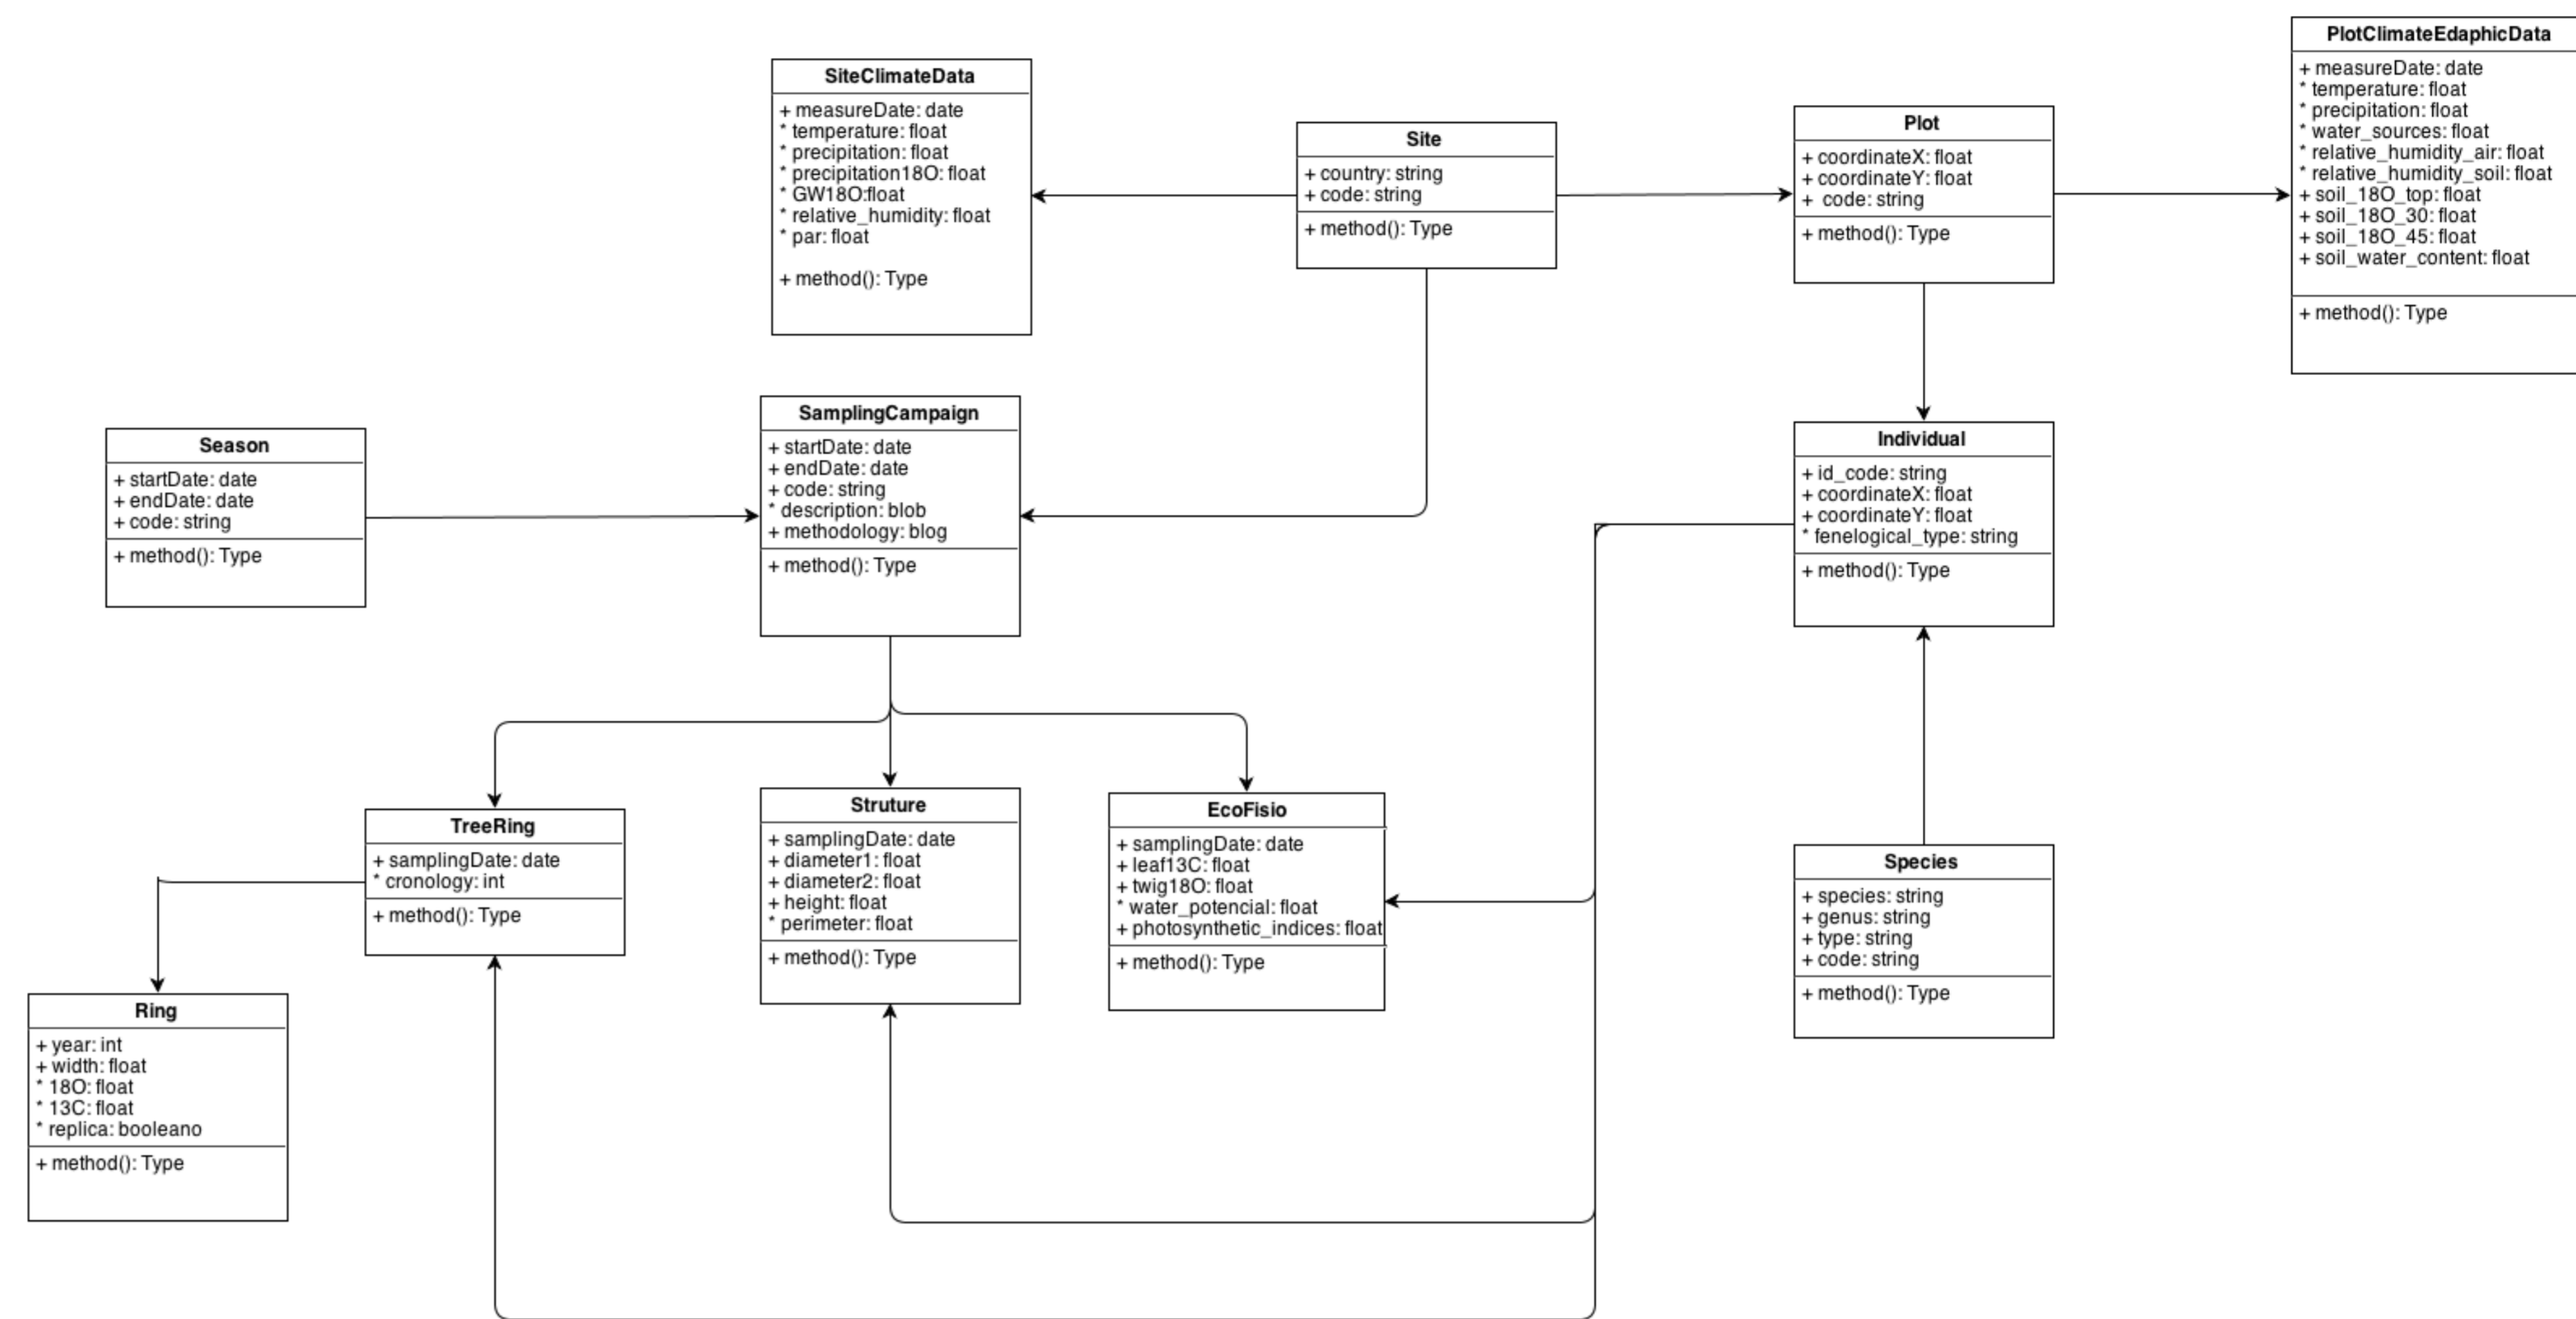 PlotClimateEdaphicData
+ measureDate: date
* temperature: float
* precipitation: float
* water_sources: float
* relative_humidity_air: float
* relative_humidity_soil: float
+ soil_18O_top: float
+ soil_18O_30: float
+ soil_18O_45: float
+ soil_water_content: float
+ method(): Type
SiteClimateData
+ measureDate: date
* temperature: float
* precipitation: float
* precipitation18O: float
* GW18O:float
* relative_humidity: float
* par: float
+ method(): Type
Site
+ country: string
+ code: string
+ method(): Type
Plot
+ coordinateX: float
+ coordinateY: float
+ code: string
+ method(): Type
Season
+ startDate: date
+ endDate: date
+ code: string
+ method(): Type
SamplingCampaign
+ startDate: date
+ endDate: date
+ code: string
* description: blob
+ methodology: blog
+ method(): Type
Individual
+ id_code: string
+ coordinateX: float
+ coordinateY: float
* fenelogical_type: string
+ method(): Type
TreeRing
+ samplingDate: date
* cronology: int
+ method(): Type
Struture
+ samplingDate: date
+ diameter1: float
+ diameter2: float
+ height: float
* perimeter: float
+ method(): Type
EcoFisio
+ samplingDate: date
+ leaf13C: float
+ twig18O: float
* water_potencial: float
+ photosynthetic_indices: float
+ method(): Type
Species
+ species: string
+ genus: string
+ type: string
+ code: string
+ method(): Type
Ring
+ year: int
+ width: float
* 18O: float
* 13C: float
* replica: booleano
+ method(): Type